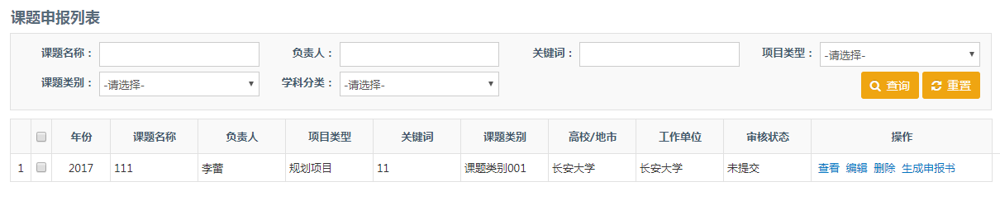 课题申报列表
课题名称： 负责人： 关键词： 项目类型： -请选择-
课题类别： -请选择- 学科分类： -请选择- 查询 重置
年份 课题名称 负责人 项目类型 关键词 课题类别 高校/地市 工作单位 审核状态 操作
1 2017 111 李蕾 规划项目 11 课题类别001 长安大学 长安大学 未提交 查看 编辑 删除 生成申报书